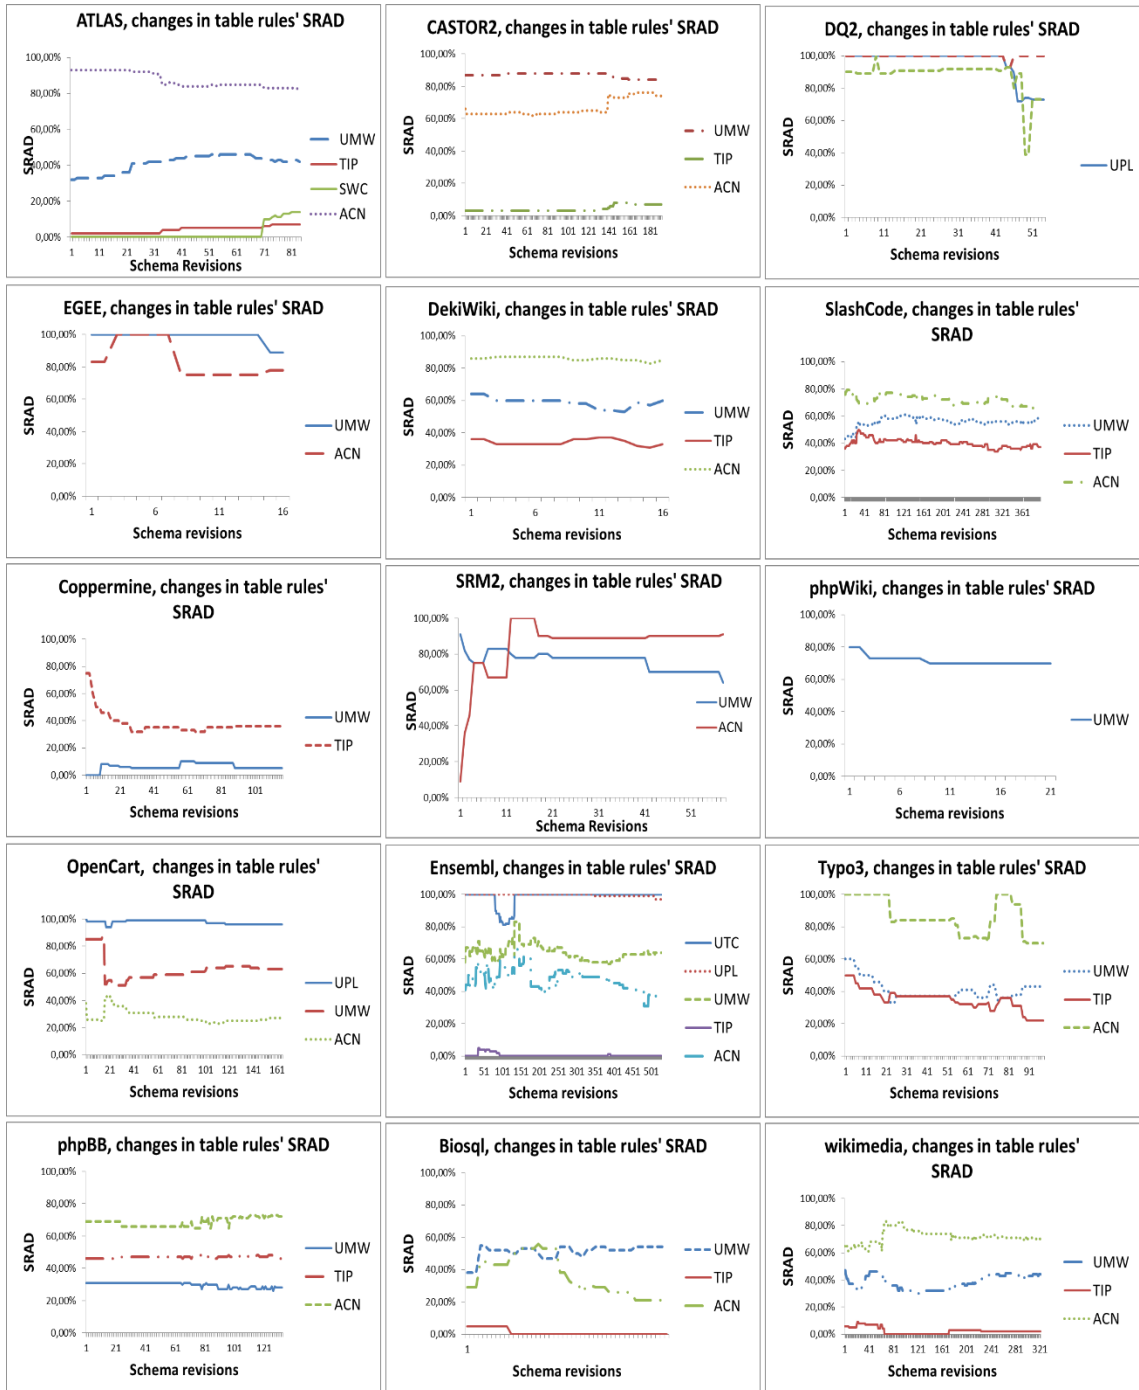 ATLAS, changes in table rules' SRAD
100,00%
80,00%
60,00%
40,00%
20,00%
0,00%
SRAD
1 11 21 31 41 51 61 71 81
Schema Revisions
UMW
TIP
SWC
ACN
CASTOR2, changes in table rules' SRAD
100,00%
80,00%
60,00%
40,00%
20,00%
0,00%
SRAD
1 21 41 61 81 101 121 141 161 181
Schema Revisions
UMW
TIP
ACN
DQ2, changes in table rules' SRAD
100,00%
80,00%
60,00%
40,00%
20,00%
0,00%
SRAD
1 11 21 31 41 51
Schema Revisions
UPL
EGEE, changes in table rules' SRAD
100,00%
80,00%
60,00%
40,00%
20,00%
0,00%
SRAD
1 6 11 16
Schema revisions
UMW
ACN
DekiWiki, changes in table rules' SRAD
100,00%
80,00%
60,00%
40,00%
20,00%
0,00%
SRAD
1 6 11 16
Schema revisions
UMW
TIP
ACN
SlashCode, changes in table rules'
SRAD
100,00%
80,00%
60,00%
40,00%
20,00%
0,00%
SRAD
1 41 81 121 161 201 241 281 321 361
Schema revisions
UMW
TIP
ACN
Coppermine, changes in table rules'
SRAD
100,00%
80,00%
60,00%
40,00%
20,00%
0,00%
SRAD
1 21 41 61 81 101
Schema revisions
UMW
TIP
SRM2, changes in table rules' SRAD
100,00%
80,00%
60,00%
40,00%
20,00%
0,00%
SRAD
1 11 21 31 41 51
Schema Revisions
UMW
ACN
phpWiki, changes in table rules' SRAD
100,00%
80,00%
60,00%
40,00%
20,00%
0,00%
SRAD
1 6 11 16 21
Schema revisions
UMW
OpenCart, changes in table rules'
SRAD
100,00%
80,00%
60,00%
40,00%
20,00%
0,00%
SRAD
1 21 41 61 81 101 121 141 161
Schema revisions
UPL
UMW
ACN
Ensembl, changes in table rules' SRAD
100,00%
80,00%
60,00%
40,00%
20,00%
0,00%
SRAD
1 51 101 151 201 251 301 351 401 451 501
Schema revisions
UTC
UPL
UMW
TIP
ACN
Typo3, changes in table rules' SRAD
100,00%
80,00%
60,00%
40,00%
20,00%
0,00%
SRAD
1 11 21 31 41 51 61 71 81 91
Schema revisions
UMW
TIP
ACN
phpBB, changes in table rules' SRAD
100,00%
80,00%
60,00%
40,00%
20,00%
0,00%
SRAD
1 21 41 61 81 101 121
Schema revisions
UMW
TIP
ACN
Biosql, changes in table rules' SRAD
100,00%
80,00%
60,00%
40,00%
20,00%
0,00%
SRAD
1
Schema revisions
UMW
TIP
ACN
wikimedia, changes in table rules'
SRAD
100,00%
80,00%
60,00%
40,00%
20,00%
0,00%
SRAD
1 41 81 121 161 201 241 281 321
Schema revisions
UMW
TIP
ACN